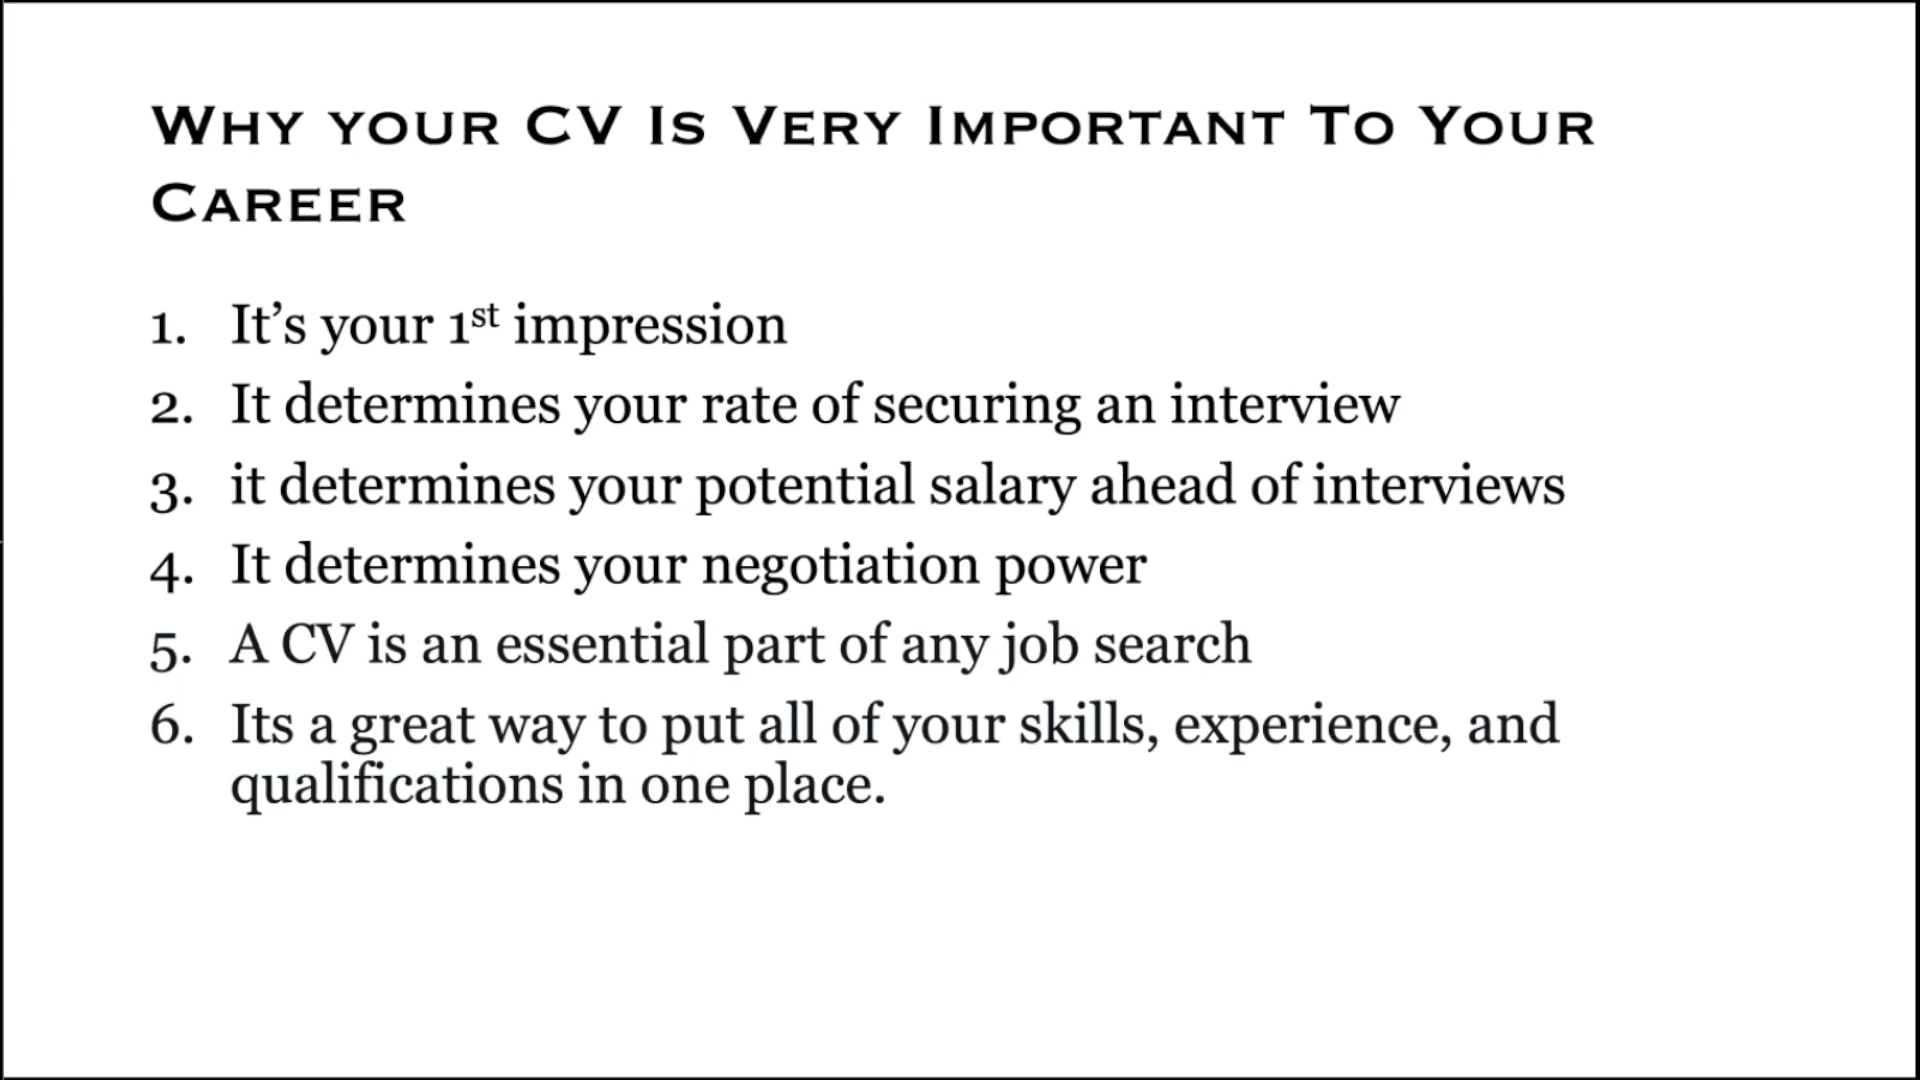 Why your CV Is Very Important To Your
Career
1. It’s your 1st impression
2. It determines your rate of securing an interview
3. it determines your potential salary ahead of interviews
4. It determines your negotiation power
5. A CV is an essential part of any job search
6. Its a great way to put all of your skills, experience, and
qualifications in one place.